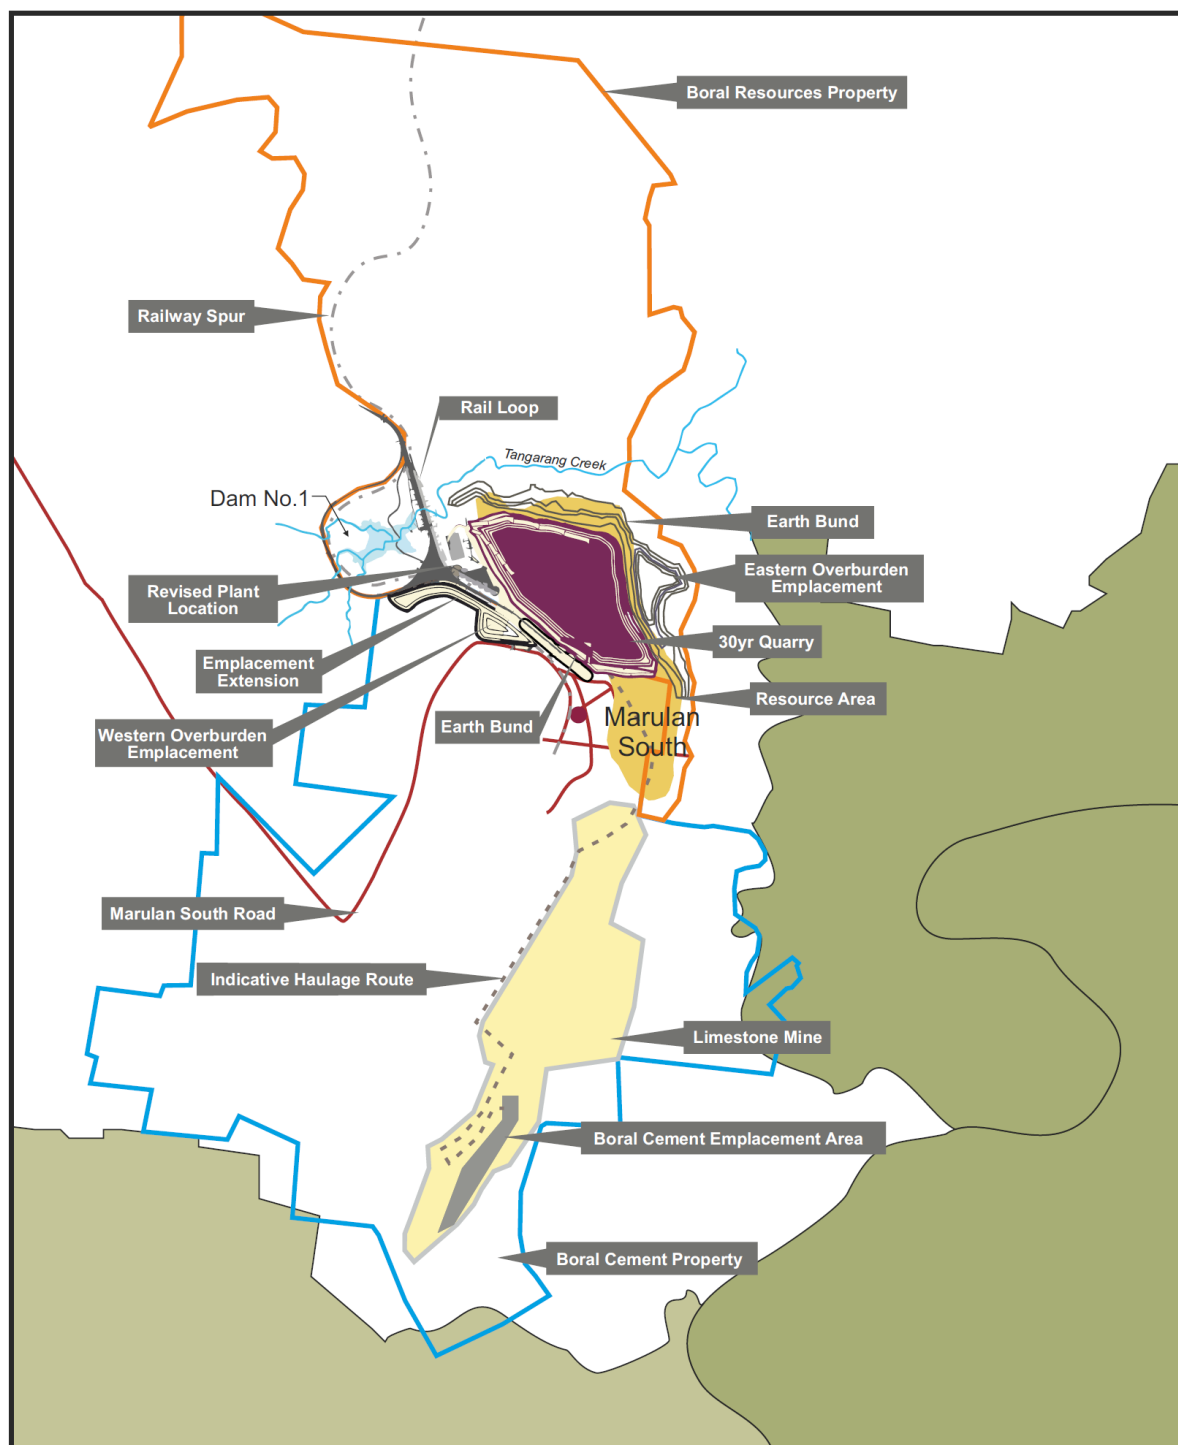 Boral Resources Property
Railway Spur
Rail Loop
Tangarang Creek
Dam No.1
Earth Bund
Eastern Overburden
Emplacement
Revised Plant
Location
30yr Quarry
Emplacement
Extension
Resource Area
Western Overburden
Emplacement
Earth Bund
Marulan
South
Marulan South Road
Indicative Haulage Route
Limestone Mine
Boral Cement Emplacement Area
Boral Cement Property